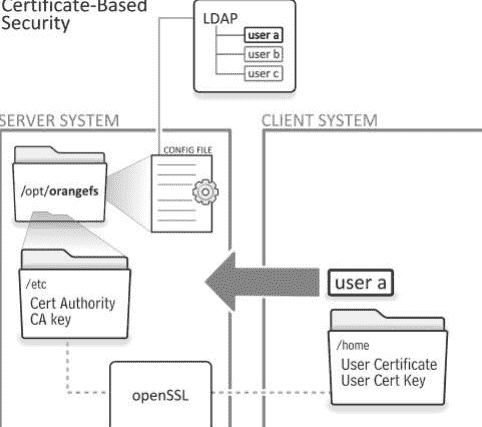 Certificate-Based
Security
LDAP
user a
user b
user c
SERVER SYSTEM
CLIENT SYSTEM
CONFIG FILE
/opt/orangefs
/etc
Cert Authority
CA key
user a
/home
User Certificate
User Cert Key
openSSL